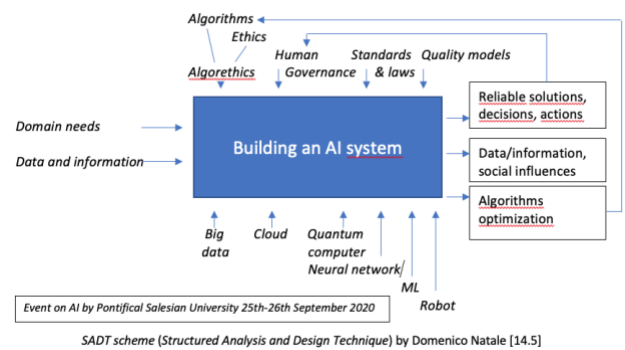 Algorithms
Ethics
Human
Governance
Standards
& laws
Quality models
Algorethics
Reliable solutions,
decisions, actions
Domain needs
Building an AI system
Data and information
Data/information,
social influences
Algorithms
optimization
Big
data
Cloud
Quantum
computer
Neural network/
ML
Robot
Event on AI by Pontifical Salesian University 25th-26th September 2020
SADT scheme (Structured Analysis and Design Technique) by Domenico Natale [14.5]